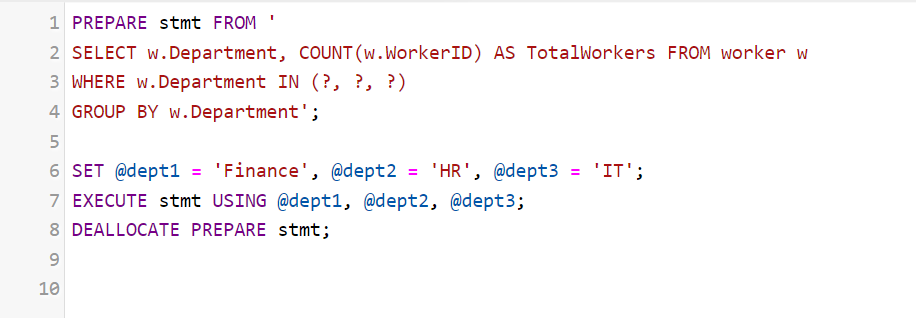 1 PREPARE stmt FROM '
2 SELECT w.Department, COUNT(w.WorkerID) AS TotalWorkers FROM worker w
3 WHERE w.Department IN (?, ?, ?)
4 GROUP BY w.Department';
5
6 SET @dept1 = 'Finance', @dept2 = 'HR', @dept3 = 'IT';
7 EXECUTE stmt USING @dept1, @dept2, @dept3;
8 DEALLOCATE PREPARE stmt;
9
10